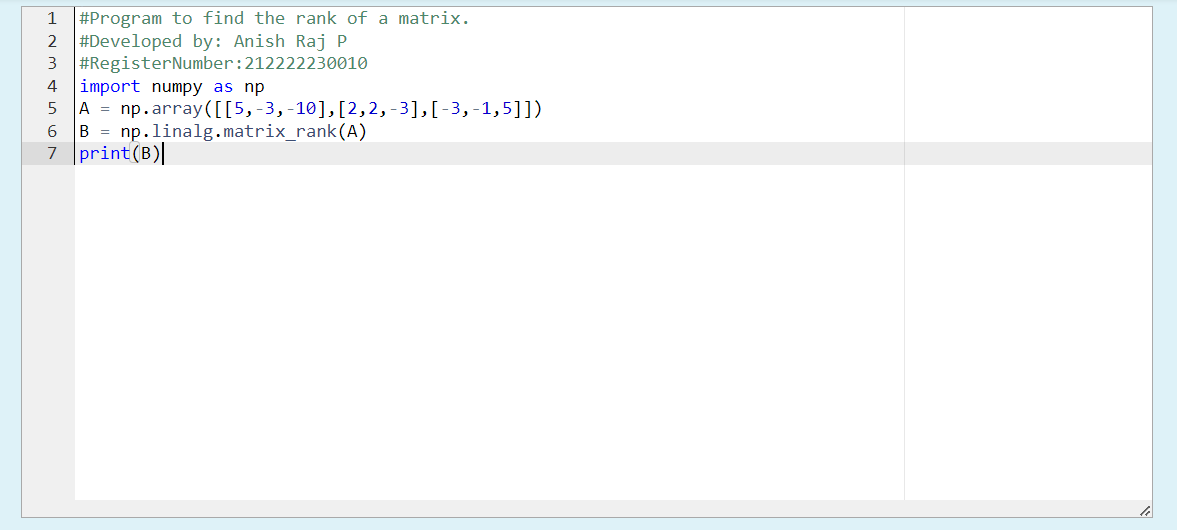 1 #Program to find the rank of a matrix.
2 #Developed by: Anish Raj P
3 #RegisterNumber:212222230010
4 import numpy as np
5 A = np.array([[5,-3,-10],[2,2,-3],[-3,-1,5]])
6 B = np.linalg.matrix_rank(A)
7 print(B)